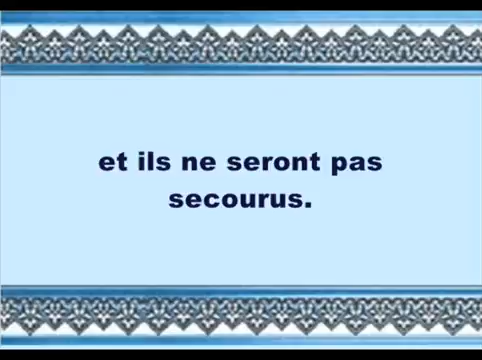 et ils ne seront pas
secourus.